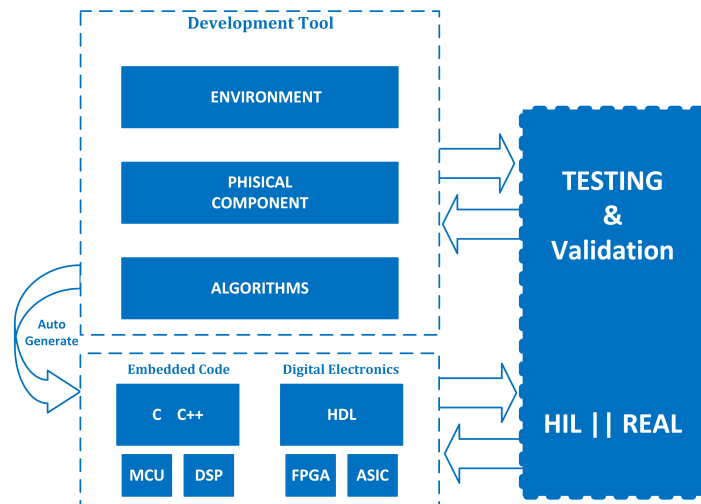 Development Tool
ENVIRONMENT
PHISICAL
COMPONENT
ALGORITHMS
TESTING
&
Validation
HIL || REAL
Auto
Generate
Embedded Code
C C++
MCU
DSP
Digital Electronics
HDL
FPGA
ASIC